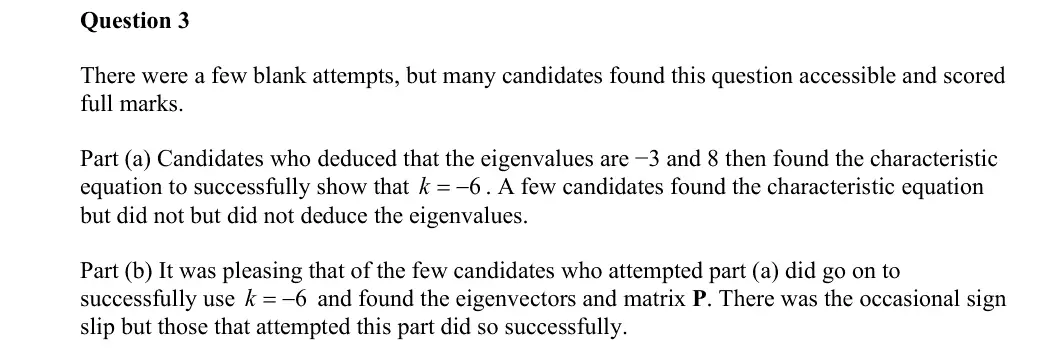 Question 3
There were a few blank attempts, but many candidates found this question accessible and scored
full marks.
Part (a) Candidates who deduced that the eigenvalues are −3 and 8 then found the characteristic
equation to successfully show that k = −6 . A few candidates found the characteristic equation
but did not but did not deduce the eigenvalues.
Part (b) It was pleasing that of the few candidates who attempted part (a) did go on to
successfully use k = −6 and found the eigenvectors and matrix P. There was the occasional sign
slip but those that attempted this part did so successfully.